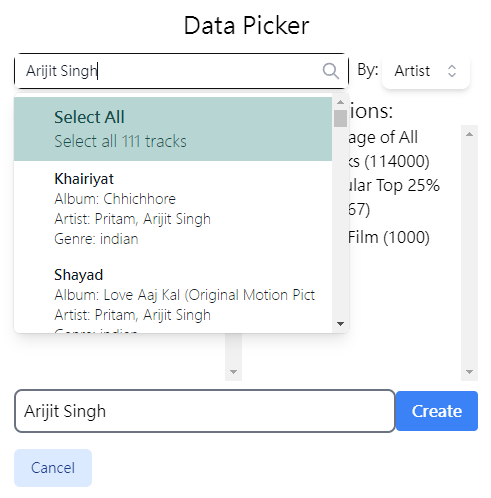 Data Picker
Arijit Singh
By: Artist
Select All
Select all 111 tracks
Khairiyat
Album: Chhichhore
Artist: Pritam, Arijit Singh
Genre: indian
Shayad
Album: Love Aaj Kal (Original Motion Pict
Artist: Pritam, Arijit Singh
Genre: indian
ions:
age of All
ks (114000)
ular Top 25%
67)
Film (1000)
Arijit Singh
Create
Cancel